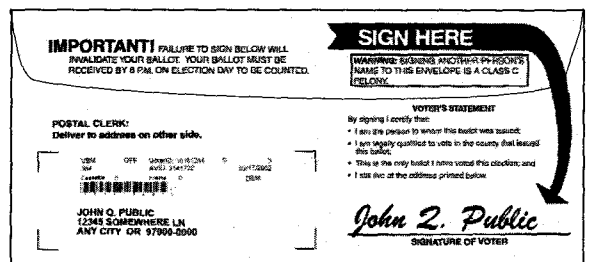 IMPORTANT! FAILURE TO SIGN BELOW WILL
INVALIDATE YOUR BALLOT. YOUR BALLOT MUST BE
RECEIVED BY 8 P.M. ON ELECTION DAY TO BE COUNTED.
SIGN HERE
WARNING: SIGNING ANOTHER PERSON'S
NAME TO THIS ENVELOPE IS A CLASS C
FELONY.
POSTAL CLERK:
Deliver to address on other side.
VOTER'S STATEMENT
By signing I certify that:
• I am the person to whom this ballot was issued;
• I am legally qualified to vote in the county that issued
this ballot;
• This is the only ballot I have voted this election; and
• I still live at the address printed below.
VBM OFF
JOHN Q. PUBLIC
12345 SOMEWHERE LN
ANY CITY OR 97000-0000
John Q. Public
SIGNATURE OF VOTER